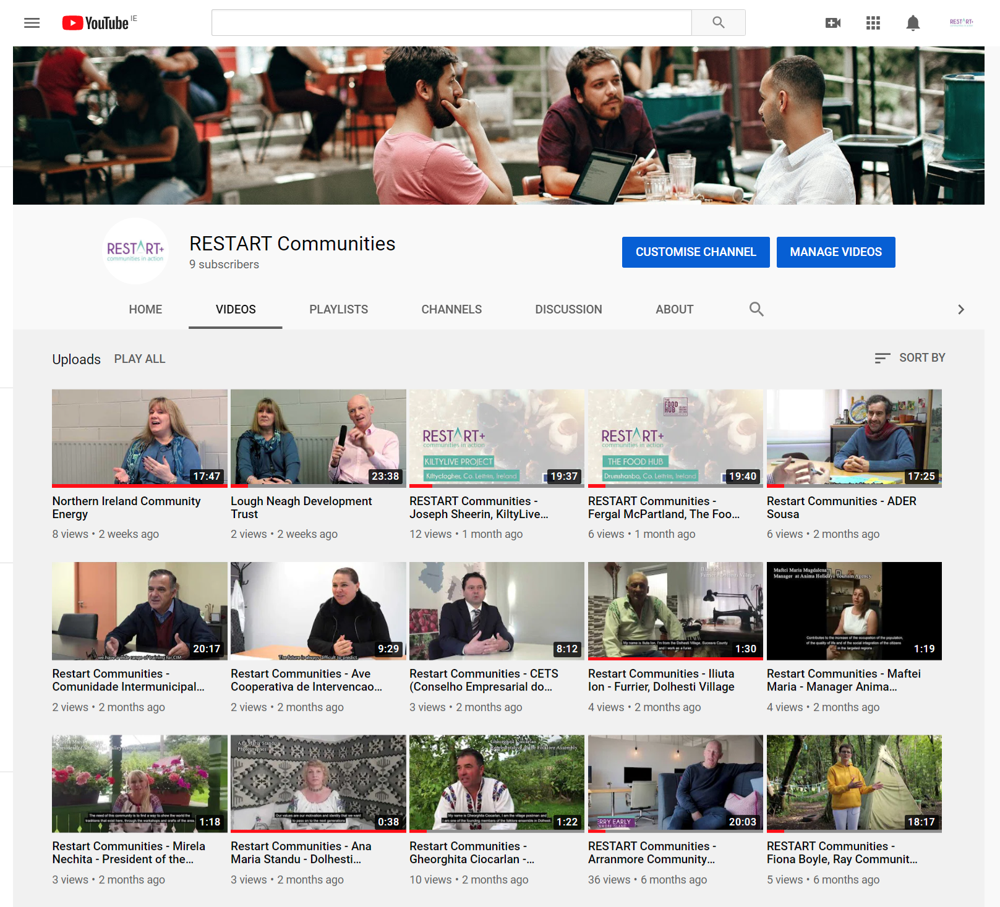 YouTube IE
RESTART+
RESTART+
communities in action
RESTART Communities
9 subscribers
CUSTOMISE CHANNEL
MANAGE VIDEOS
HOME
VIDEOS
PLAYLISTS
CHANNELS
DISCUSSION
ABOUT
Uploads
PLAY ALL
SORT BY
17:47
Northern Ireland Community
Energy
8 views • 2 weeks ago
23:38
Lough Neagh Development
Trust
2 views • 2 weeks ago
RESTART+
communities in action
KILTYLIVE PROJECT
Kiltyclogher, Co. Leitrim, Ireland
19:37
RESTART Communities -
Joseph Sheerin, KiltyLive...
12 views • 1 month ago
THE
FOOD
HUB
RESTART+
communities in action
THE FOOD HUB
Drumshanbo, Co. Leitrim, Ireland
19:40
RESTART Communities -
Fergal McPartland, The Foo...
6 views • 1 month ago
17:25
Restart Communities - ADER
Sousa
6 views • 2 months ago
we have a wide range of training for CIM
20:17
Restart Communities -
Comunidade Intermunicipal...
2 views • 2 months ago
The future is always difficult to predict
9:29
Restart Communities - Ave
Cooperativa de Intervencao...
2 views • 2 months ago
8:12
Restart Communities - CETS
(Conselho Empresarial do...
3 views • 2 months ago
Iliuta Ion
Furrier - Dolhesti Village
My name is Iliuta Ion, I'm from the Dolhesti Village, Suceava County
and I work as a furier.
1:30
Restart Communities - Iliuta
Ion - Furrier, Dolhesti Village
4 views • 2 months ago
Maftei Maria Magdalena
Manager at Anima Holidays Tourism Agency
Contributes to the increase of the occupation of the population,
of the quality of life and of the social integration of the citizens
in the targeted regions
1:19
Restart Communities - Maftei
Maria - Manager Anima...
4 views • 2 months ago
President of
The need of this community is to find a way to show the world the
traditions that exist here, through the workshops and crafts of the area.
1:18
Restart Communities - Mirela
Nechita - President of the...
3 views • 2 months ago
Ana Maria Standu
Photographer
Our values are our motivation and identity that we want
to pass on to the next generations
0:38
Restart Communities - Ana
Maria Standu - Dolhesti...
3 views • 2 months ago
Gheorghita Ciocarlan
Representative of the Folklore Assembly
My name is Gheorghita Ciocarlan, I am the village postman and
I am one of the founding members of the folklore ensemble in Dolhesti
1:22
Restart Communities -
Gheorghita Ciocarlan -...
10 views • 2 months ago
ERRY EARLY
NMORE ISLAND
20:03
RESTART Communities -
Arranmore Community...
36 views • 6 months ago
18:17
RESTART Communities -
Fiona Boyle, Ray Communit...
5 views • 6 months ago